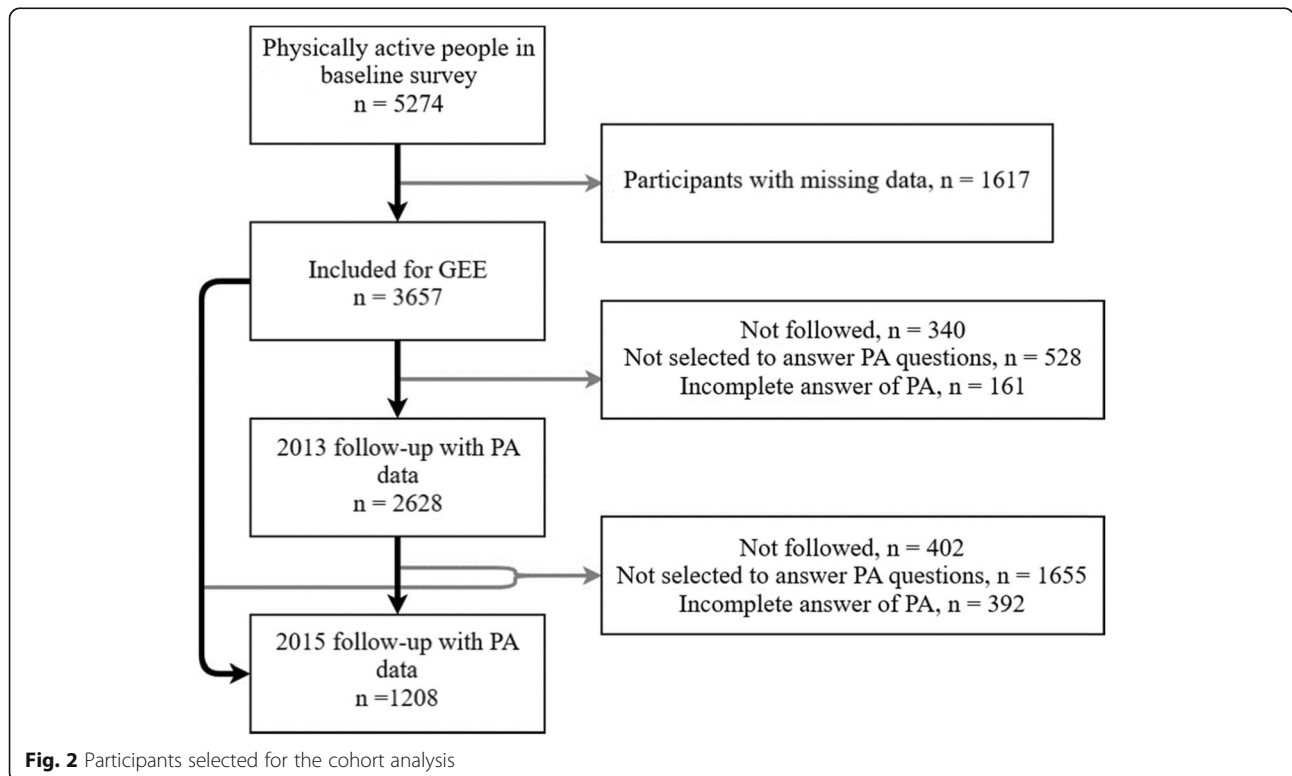 Physically active people in
baseline survey
n = 5274
Participants with missing data, n = 1617
Included for GEE
n = 3657
Not followed, n = 340
Not selected to answer PA questions, n = 528
Incomplete answer of PA, n = 161
2013 follow-up with PA
data
n = 2628
Not followed, n = 402
Not selected to answer PA questions, n = 1655
Incomplete answer of PA, n = 392
2015 follow-up with PA
data
n =1208
Fig. 2 Participants selected for the cohort analysis